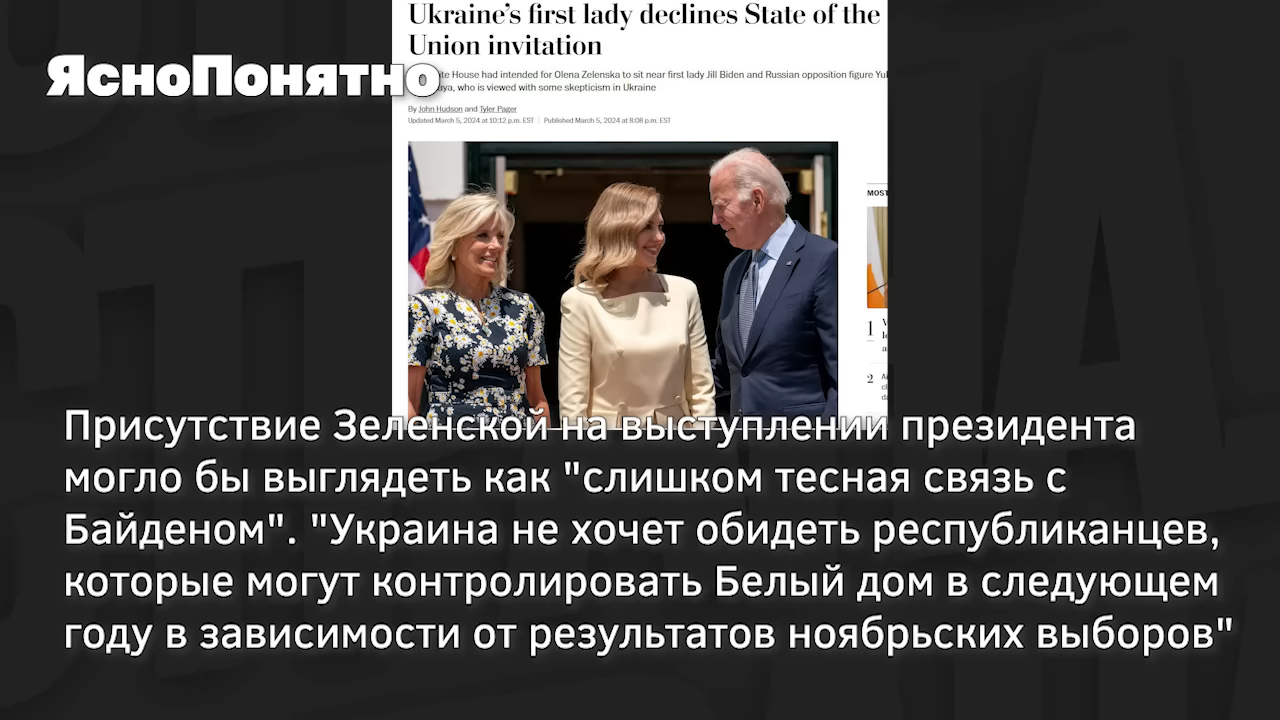 Ukraine’s first lady declines State of the
Union invitation
ЯсноПонятно
House had intended for Olena Zelenska to sit near first lady Jill Biden and Russian opposition figure
who is viewed with some skepticism in Ukraine
By John Hudson and Tyler Pager
Updated March 5, 2024 at 10:12 p.m. EST | Published March 5, 2024 at 8:08 p.m. EST
MOST
1
2
Присутствие Зеленской на выступлении президента
могло бы выглядеть как "слишком тесная связь с
Байденом". "Украина не хочет обидеть республиканцев,
которые могут контролировать Белый дом в следующем
году в зависимости от результатов ноябрьских выборов"